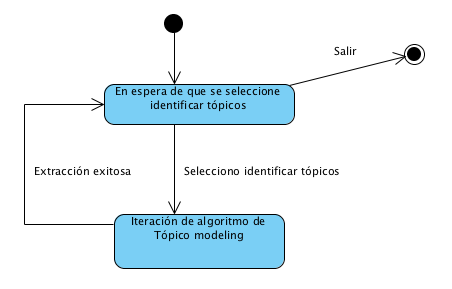 Salir
En espera de que se seleccione
identificar tópicos
Extracción exitosa
Selecciono identificar tópicos
Iteración de algoritmo de
Tópico modeling